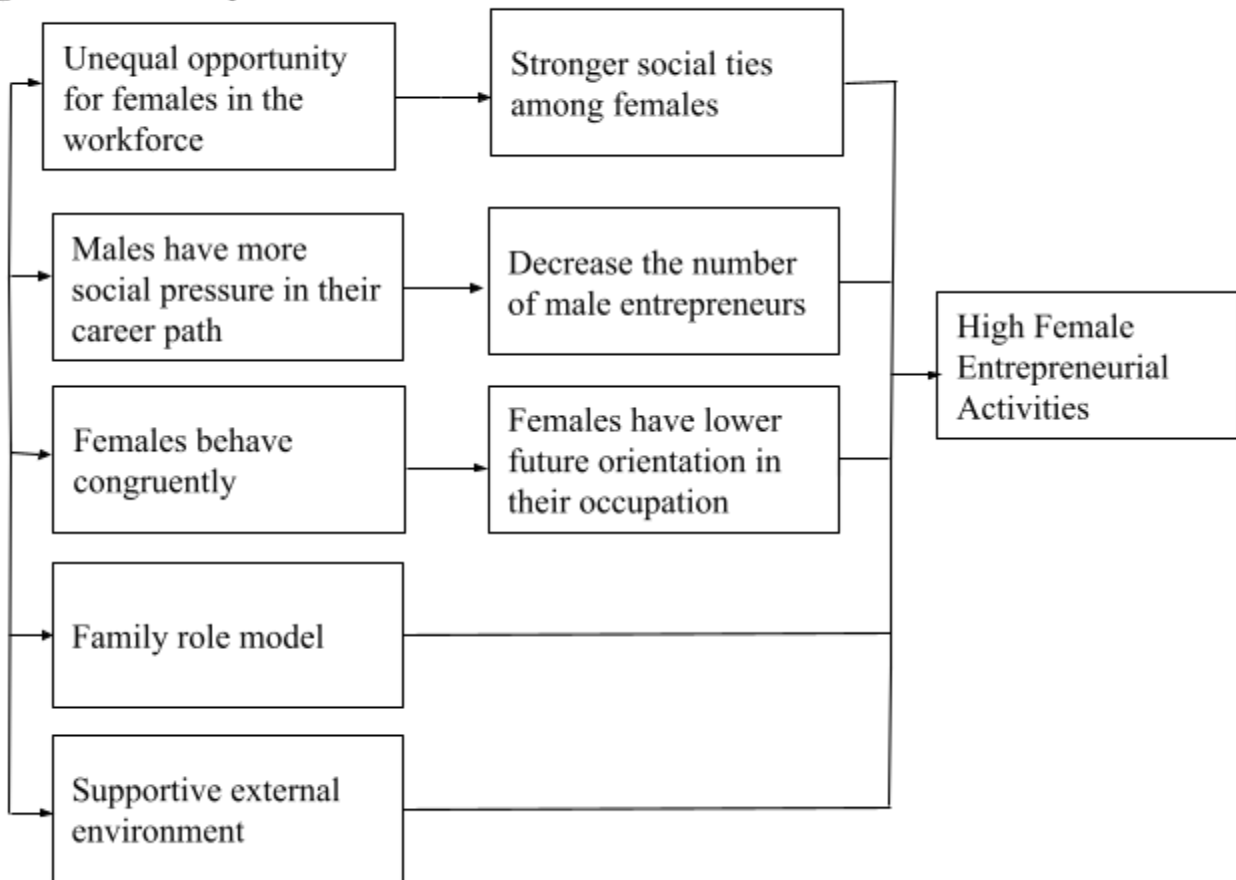 Unequal opportunity
for females in the
workforce
Stronger social ties
among females
Males have more
social pressure in their
career path
Decrease the number
of male entrepreneurs
High Female
Entrepreneurial
Activities
Females behave
congruently
Females have lower
future orientation in
their occupation
Family role model
Supportive external
environment